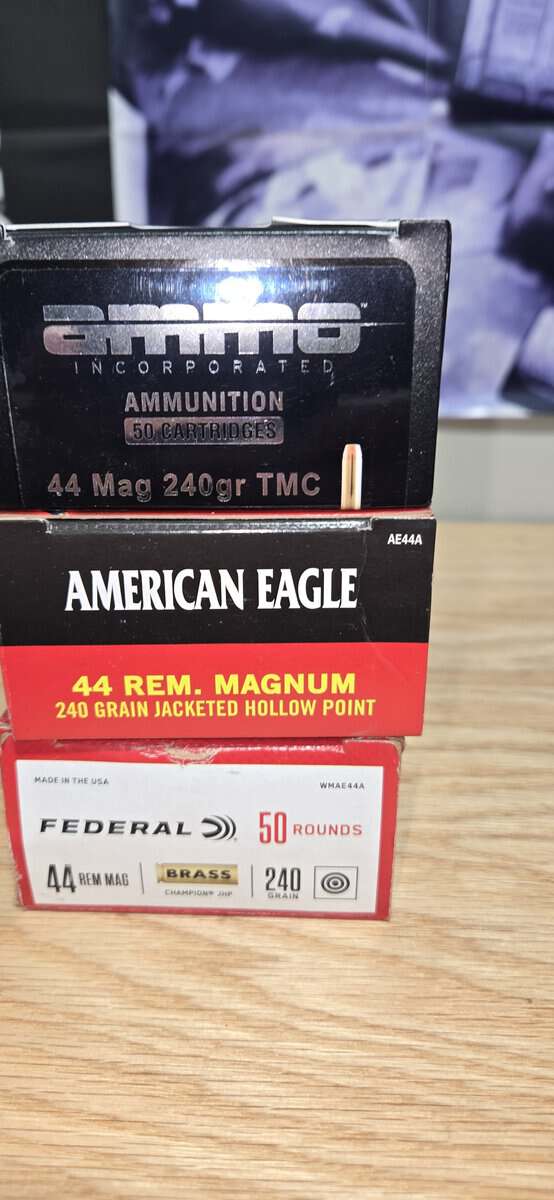 ammo™
INCORPORATED
AMMUNITION
50 CARTRIDGES
44 Mag 240gr TMC
AE44A
AMERICAN EAGLE
44 REM. MAGNUM
240 GRAIN JACKETED HOLLOW POINT
MADE IN THE USA
WMAE44A
FEDERAL®
50 ROUNDS
44 REM MAG
BRASS
CHAMPION® JHP
240
GRAIN